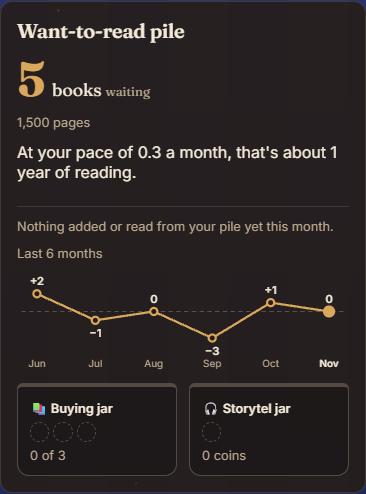 Want-to-read pile
5 books waiting
1,500 pages
At your pace of 0.3 a month, that's about 1
year of reading.
Nothing added or read from your pile yet this month.
Last 6 months
+2
−1
0
−3
+1
0
Jun Jul Aug Sep Oct Nov
Buying jar
0 of 3
Storytel jar
0 coins